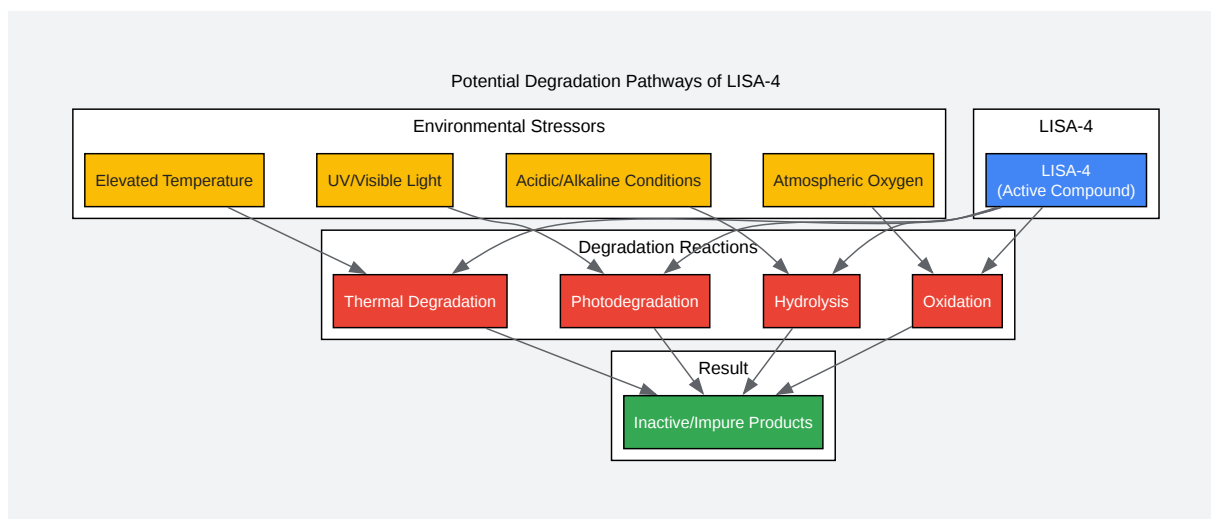 Potential Degradation Pathways of LISA-4
Environmental Stressors
LISA-4
Elevated Temperature
UV/Visible Light
Acidic/Alkaline Conditions
Atmospheric Oxygen
LISA-4
(Active Compound)
Degradation Reactions
Thermal Degradation
Photodegradation
Hydrolysis
Oxidation
Result
Inactive/Impure Products